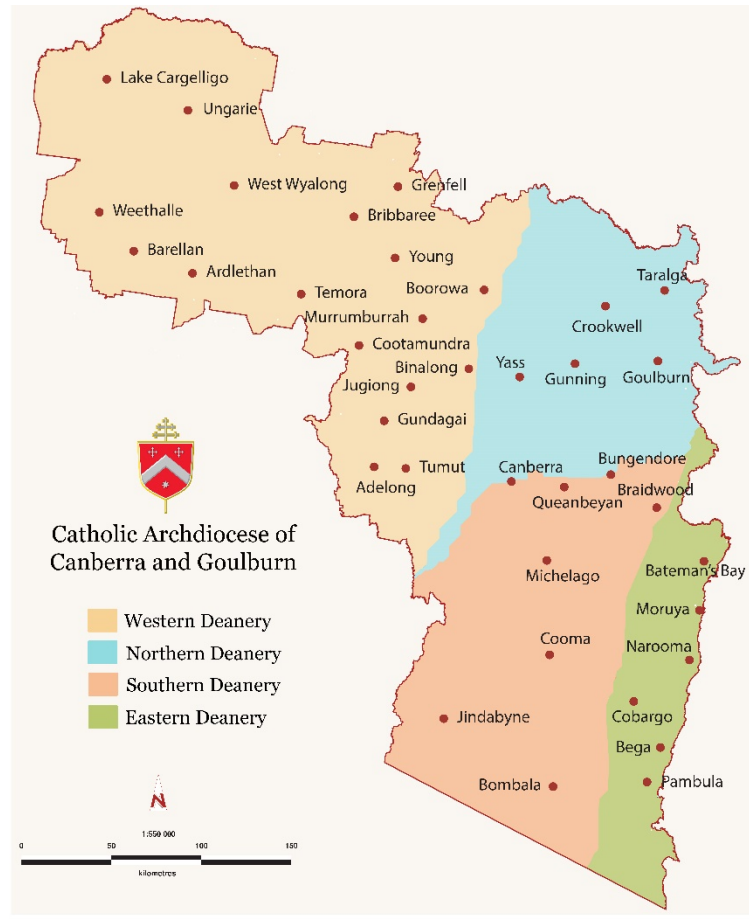 Lake Cargelligo
Ungarie
West Wyalong
Grenfell
Weethalle
Bribbaree
Barellan
Young
Ardlethan
Taralga
Temora
Boorowa
Crookwell
Murrumburrah
Cootamundra
Binalong
Yass
Gunning
Goulburn
Jugiong
Gundagai
Bungendore
Tumut
Canberra
Adelong
Queanbeyan
Braidwood
Catholic Archdiocese of
Canberra and Goulburn
Michelago
Bateman's Bay
Moruya
Western Deanery
Cooma
Narooma
Northern Deanery
Southern Deanery
Eastern Deanery
Jindabyne
Cobargo
Bega
Bombala
Pambula
N
1:550 000
0 50 100 150
kilometres